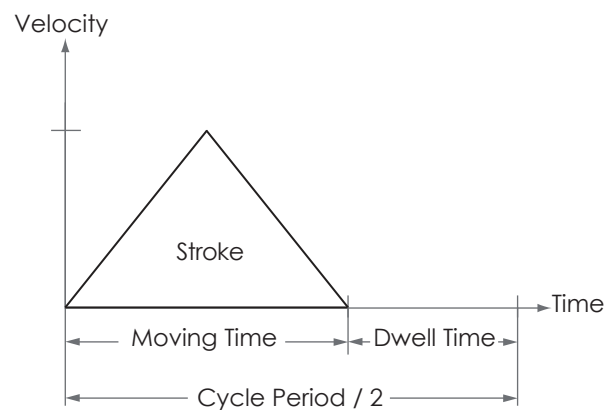 Velocity
Stroke
Time
Moving Time
Dwell Time
Cycle Period / 2